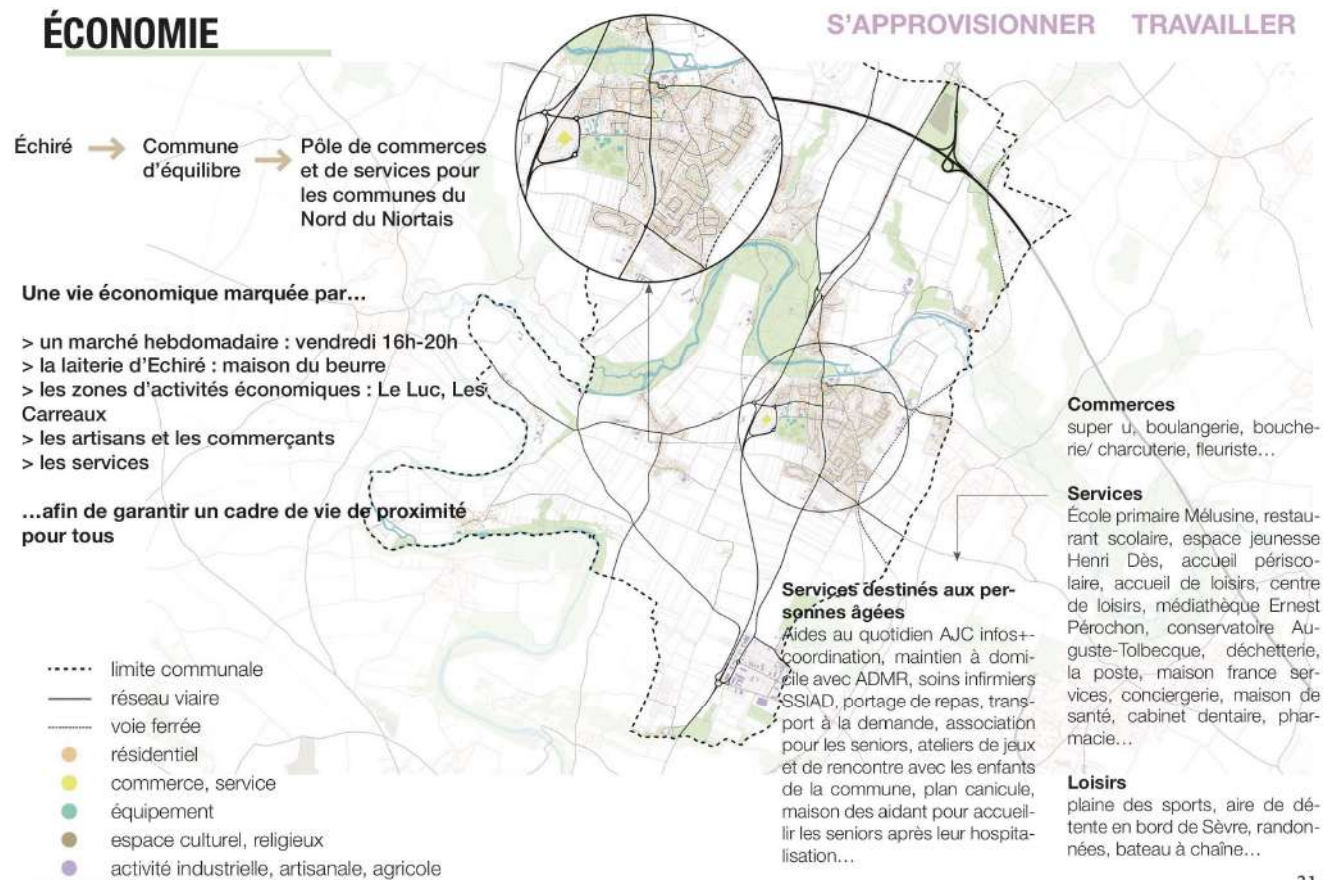 ÉCONOMIE
S'APPROVISIONNER TRAVAILLER
Échiré
Commune
d'équilibre
Pôle de commerces
et de services pour
les communes du
Nord du Niortais
Une vie économique marquée par...
> un marché hebdomadaire : vendredi 16h-20h
> la laiterie d'Echiré : maison du beurre
> les zones d'activités économiques : Le Luc, Les
Carreaux
> les artisans et les commerçants
> les services
...afin de garantir un cadre de vie de proximité
pour tous
limite communale
réseau viaire
voie ferrée
résidentiel
commerce, service
équipement
espace culturel, religieux
activité industrielle, artisanale, agricole
Services destinés aux per-
sonnes âgées
Aides au quotidien AJC infos+-
coordination, maintien à domi-
cile avec ADMR, soins infirmiers
SSIAD, portage de repas, trans-
port à la demande, association
pour les seniors, ateliers de jeux
et de rencontre avec les enfants
de la commune, plan canicule,
maison des aidant pour accueil-
lir les seniors après leur hospita-
lisation...
Commerces
super u, boulangerie, bouche-
rie/ charcuterie, fleuriste...
Services
École primaire Mélusine, restau-
rant scolaire, espace jeunesse
Henri Dès, accueil périsco-
laire, accueil de loisirs, centre
de loisirs, médiathèque Ernest
Pérochon, conservatoire Au-
guste-Tolbecque, déchetterie,
la poste, maison france ser-
vices, conciergerie, maison de
santé, cabinet dentaire, phar-
macie...
Loisirs
plaine des sports, aire de dé-
tente en bord de Sèvre, randon-
nées, bateau à chaîne...